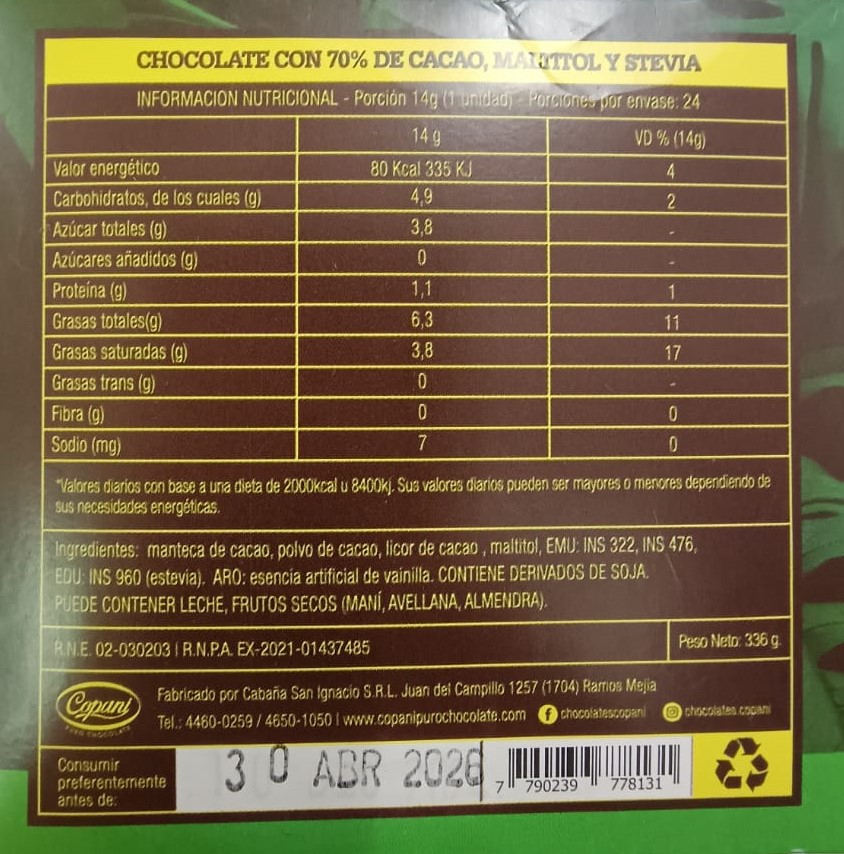 CHOCOLATE CON 70% DE CACAO, MALTITOL Y STEVIA
INFORMACION NUTRICIONAL - Porción 14g (1 unidad) - Porciones por envase: 24
14 g VD % (14g)
Valor energético 80 Kcal 335 KJ 4
Carbohidratos, de los cuales (g) 4,9 2
Azúcar totales (g) 3,8 -
Azúcares añadidos (g) 0 -
Proteína (g) 1,1 1
Grasas totales(g) 6,3 11
Grasas saturadas (g) 3,8 17
Grasas trans (g) 0 -
Fibra (g) 0 0
Sodio (mg) 7 0
*Valores diarios con base a una dieta de 2000kcal u 8400kj. Sus valores diarios pueden ser mayores o menores dependiendo de
sus necesidades energéticas.
Ingredientes: manteca de cacao, polvo de cacao, licor de cacao , maltitol, EMU: INS 322, INS 476,
EDU: INS 960 (estevia). ARO: esencia artificial de vainilla. CONTIENE DERIVADOS DE SOJA.
PUEDE CONTENER LECHE, FRUTOS SECOS (MANÍ, AVELLANA, ALMENDRA).
R.N.E. 02-030203 | R.N.P.A. EX-2021-01437485
Peso Neto: 336 g.
Copani
PURO CHOCOLATE
Fabricado por Cabaña San Ignacio S.R.L. Juan del Campillo 1257 (1704) Ramos Mejia
Tel.: 4460-0259 / 4650-1050 | www.copanipurochocolate.com f chocolatescopani chocolates.copani
Consumir
preferentemente
antes de:
30 ABR 2026
7 790239 778131